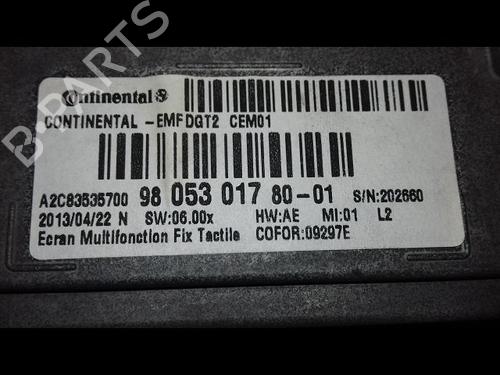 B-PARTS
Continental
CONTINENTAL -EMFDGT2 CEM01
A2C83535700 98 053 017 80-01 S/N:202660
2013/04/22 N SW:06.00x HW:AE MI:01 L2
Ecran Multifonction Fix Tactile COFOR:09297E